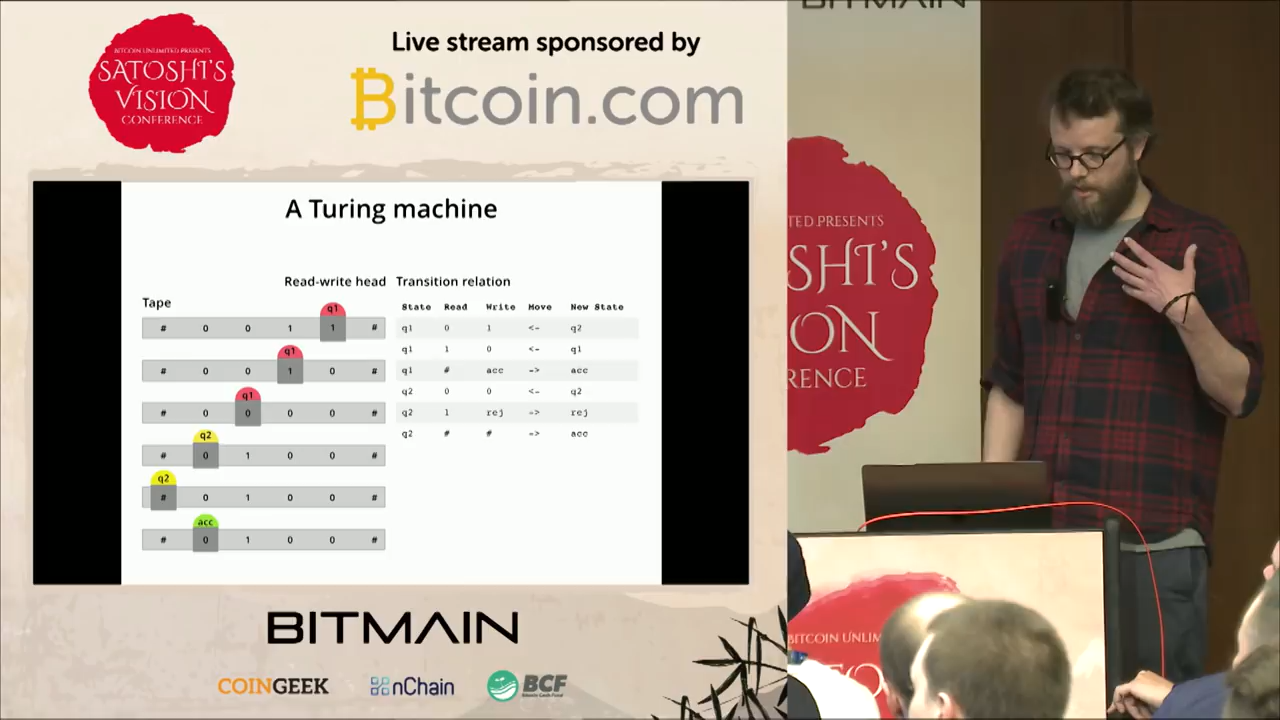 BITCOIN UNLIMITED PRESENTS
SATOSHI'S
VISION
CONFERENCE
Live stream sponsored by
Bitcoin.com
A Turing machine
Read-write head Transition relation
Tape
State Read Write Move New State
q1
# 0 0 1 1 #
q1 0 1 <- q2
q1
# 0 0 1 0 #
q1 1 0 <- q1
q1 # acc -> acc
q1
# 0 0 0 0 #
q2 0 0 <- q2
q2 1 rej -> rej
q2
# 0 1 0 0 #
q2 # # -> acc
q2
# 0 1 0 0 #
acc
# 0 1 0 0 #
BITMAIN
COINGEEK nChain BCF
BITMAIN
TED PRESENTS
SHI'S
ON
RENCE
BITCOIN UNLIM